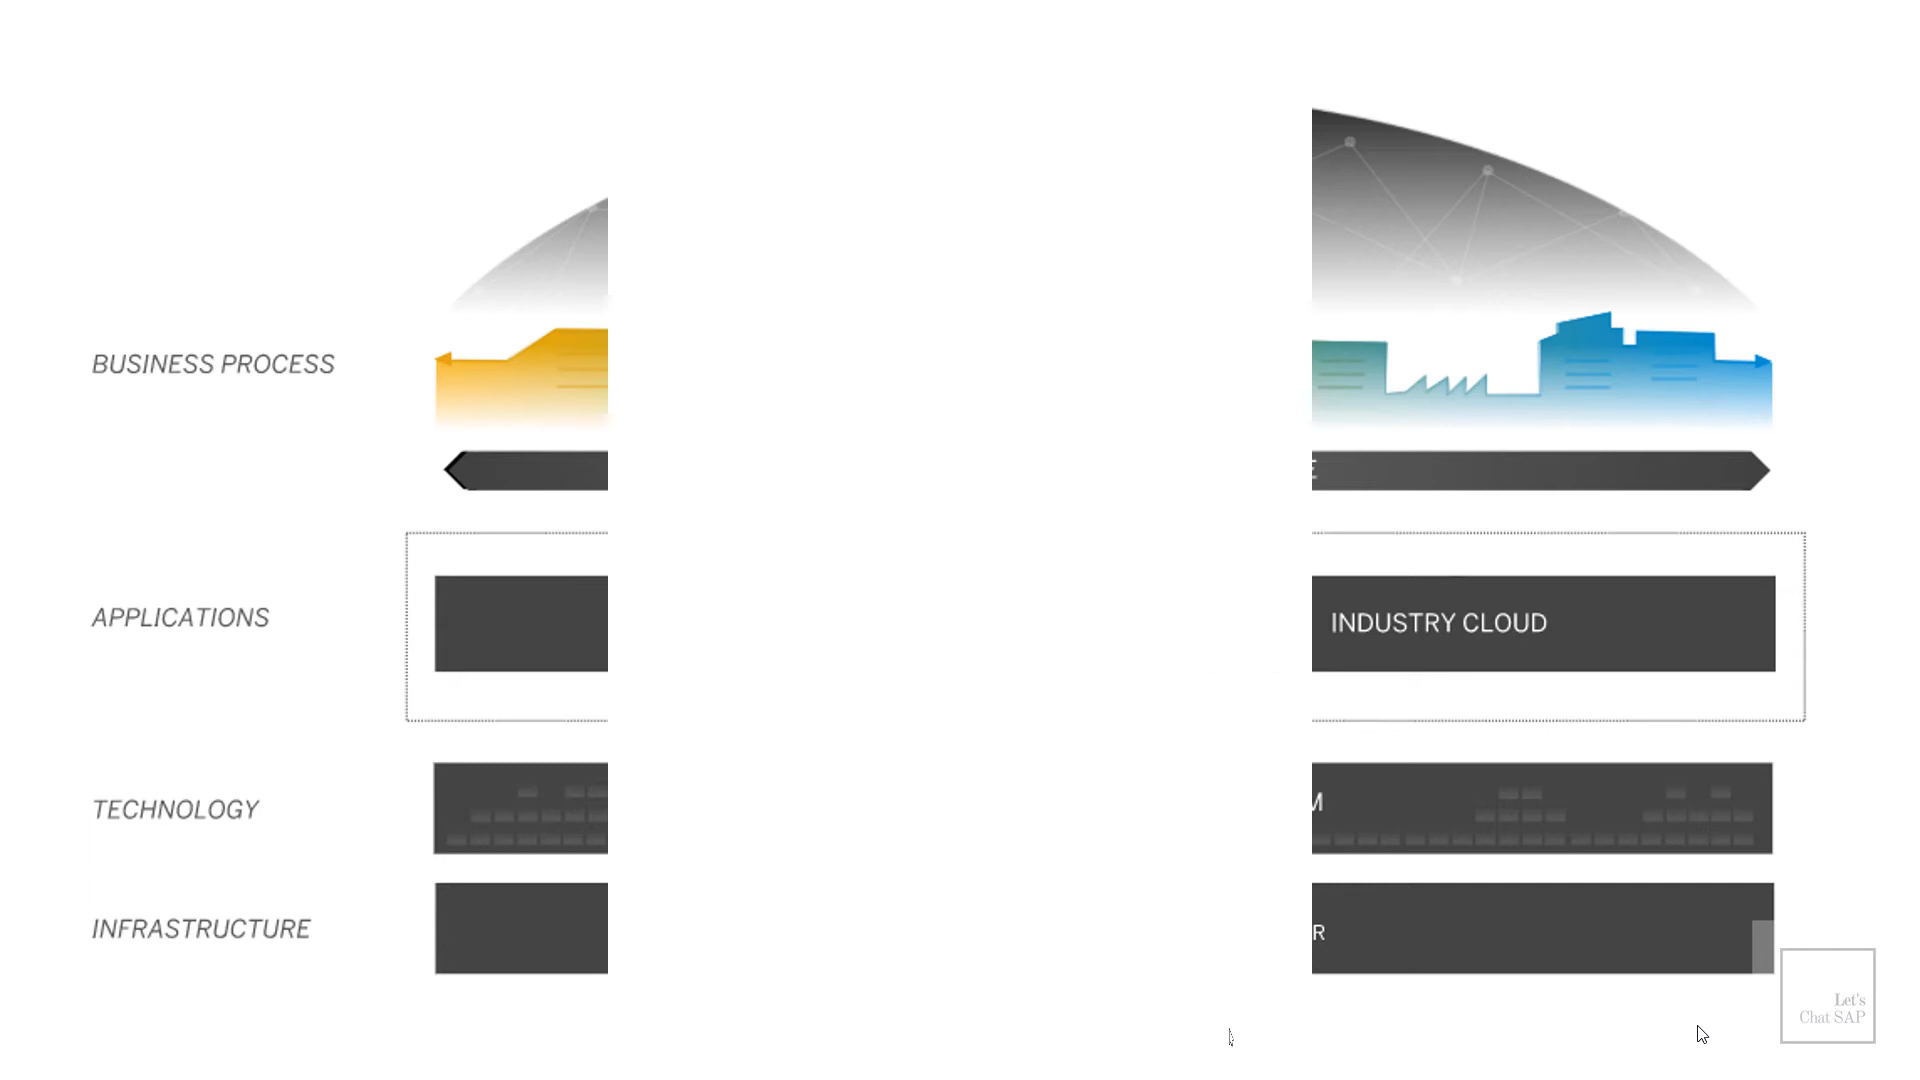 BUSINESS PROCESS
E
APPLICATIONS
INDUSTRY CLOUD
TECHNOLOGY
M
INFRASTRUCTURE
R
Let's
Chat SAP